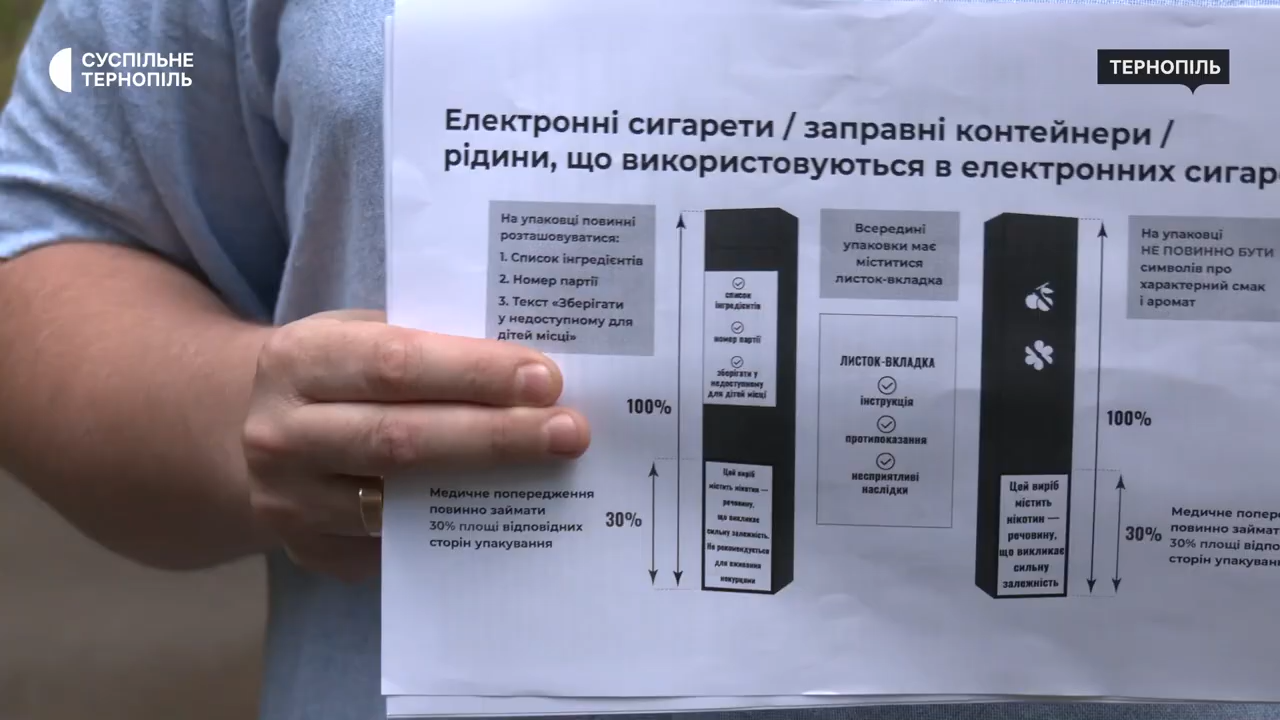 СУСПІЛЬНЕ
ТЕРНОПІЛЬ
ТЕРНОПІЛЬ
Електронні сигарети / заправні контейнери /
рідини, що використовуються в електронних сигар
На упаковці повинні
розташовуватися:
1. Список інгредієнтів
2. Номер партії
3. Текст «Зберігати
у недоступному для
дітей місці»
список
інгредієнтів
номер партії
зберігати у
недоступному
для дітей місці
100%
30%
Медичне попередження
повинно займати
30% площі відповідних
сторін упакування
Цей виріб
містить нікотин —
речовину,
що викликає
сильну залежність.
Не рекомендується
для вживання
некурцями
Всередині
упаковки має
міститися
листок-вкладка
ЛИСТОК-ВКЛАДКА
інструкція
протипоказання
несприятливі
наслідки
Цей виріб
містить
нікотин —
речовину,
що викликає
сильну
залежність
100%
30%
На упаковці
НЕ ПОВИННО БУТИ
символів про
характерний смак
і аромат
Медичне попере
повинно займат
30% площі відпо
сторін упакуван